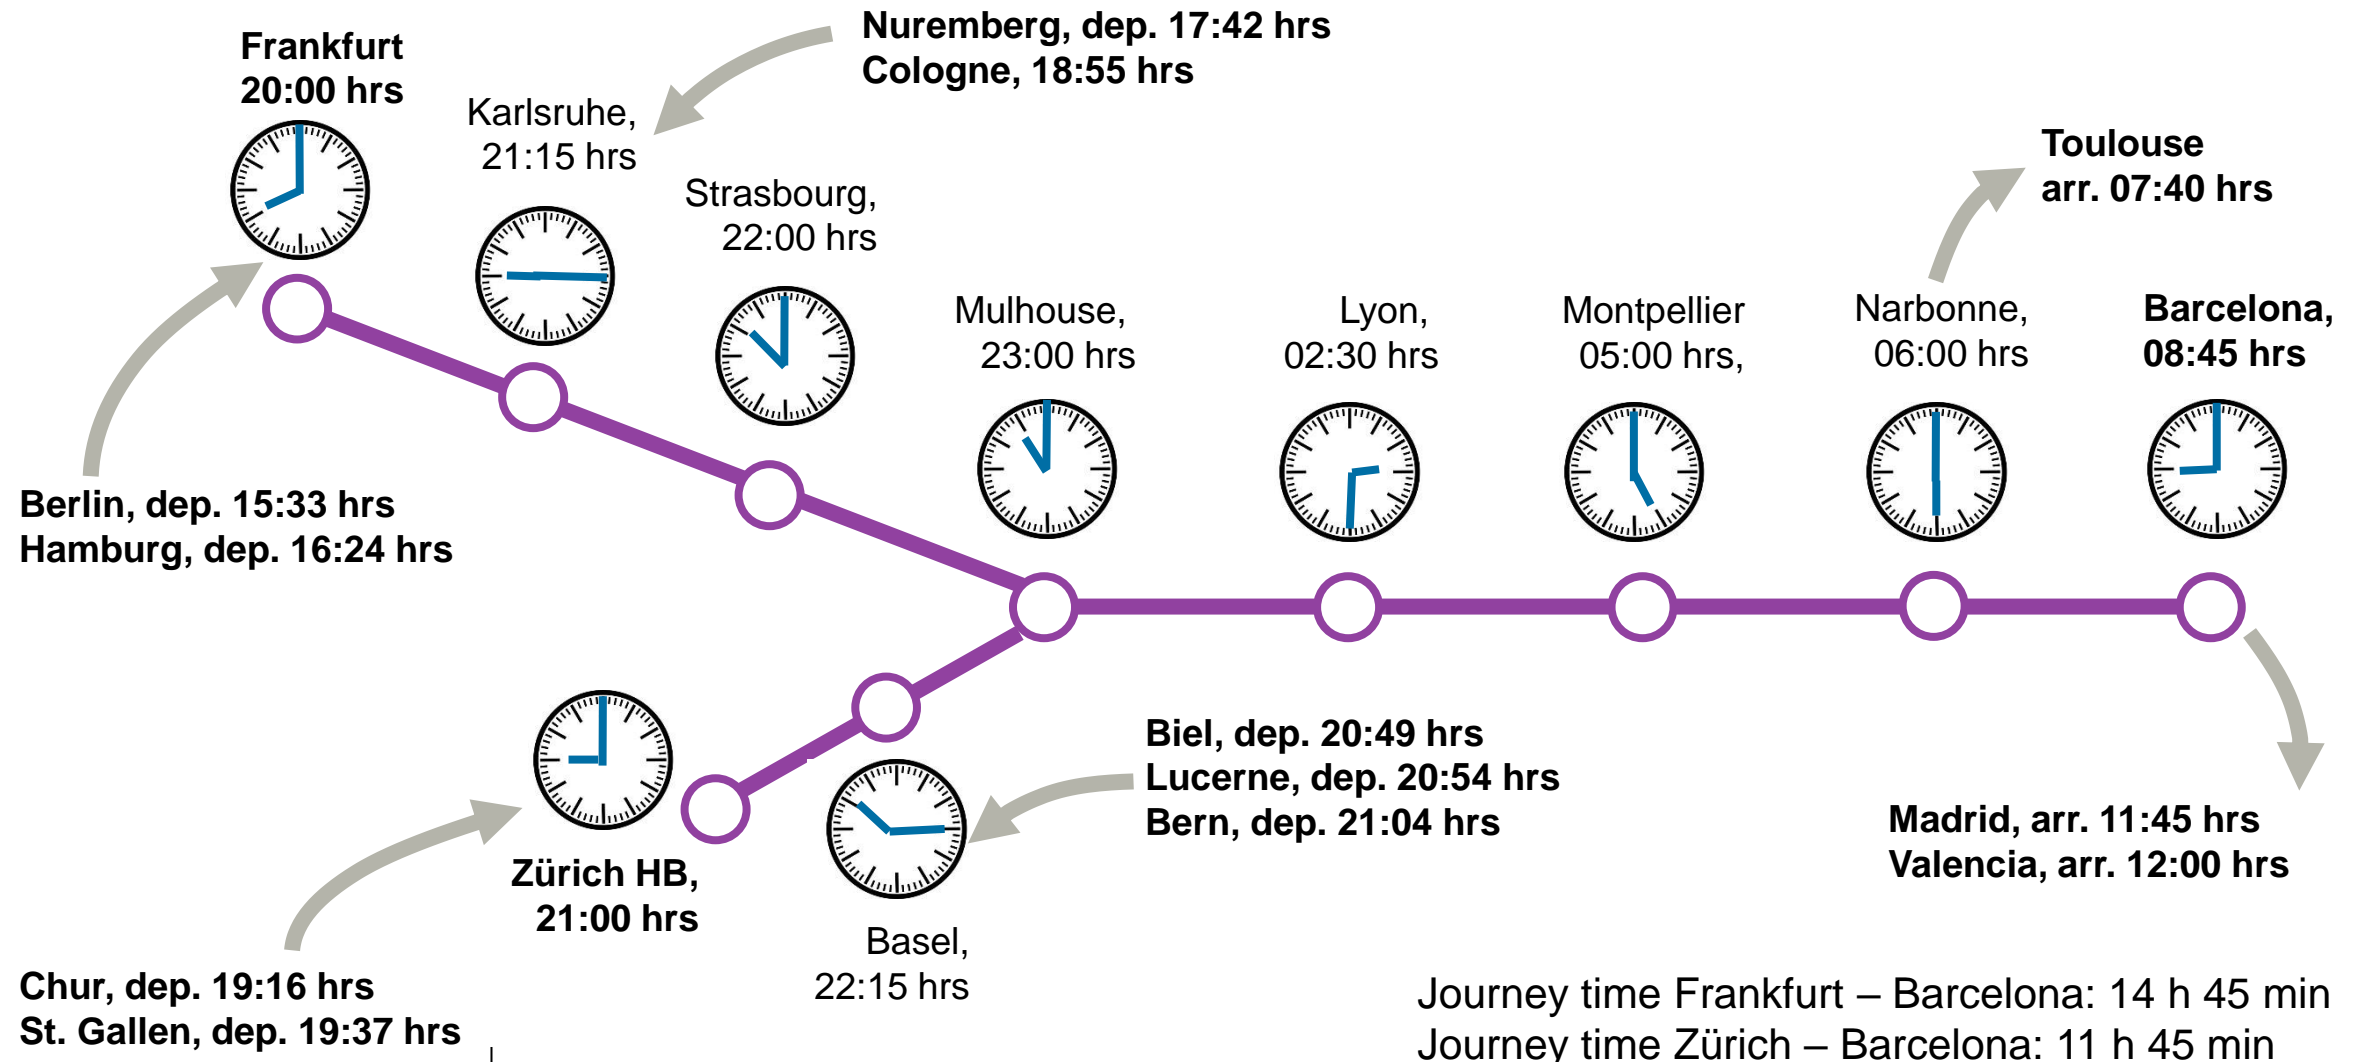 Nuremberg, dep. 17:42 hrs
Cologne, 18:55 hrs
Frankfurt
20:00 hrs
Karlsruhe,
21:15 hrs
Strasbourg,
22:00 hrs
Toulouse
arr. 07:40 hrs
Mulhouse,
23:00 hrs
Lyon,
02:30 hrs
Montpellier
05:00 hrs,
Narbonne,
06:00 hrs
Barcelona,
08:45 hrs
Berlin, dep. 15:33 hrs
Hamburg, dep. 16:24 hrs
Biel, dep. 20:49 hrs
Lucerne, dep. 20:54 hrs
Bern, dep. 21:04 hrs
Madrid, arr. 11:45 hrs
Valencia, arr. 12:00 hrs
Zürich HB,
21:00 hrs
Basel,
22:15 hrs
Chur, dep. 19:16 hrs
St. Gallen, dep. 19:37 hrs
Journey time Frankfurt – Barcelona: 14 h 45 min
Journey time Zürich – Barcelona: 11 h 45 min